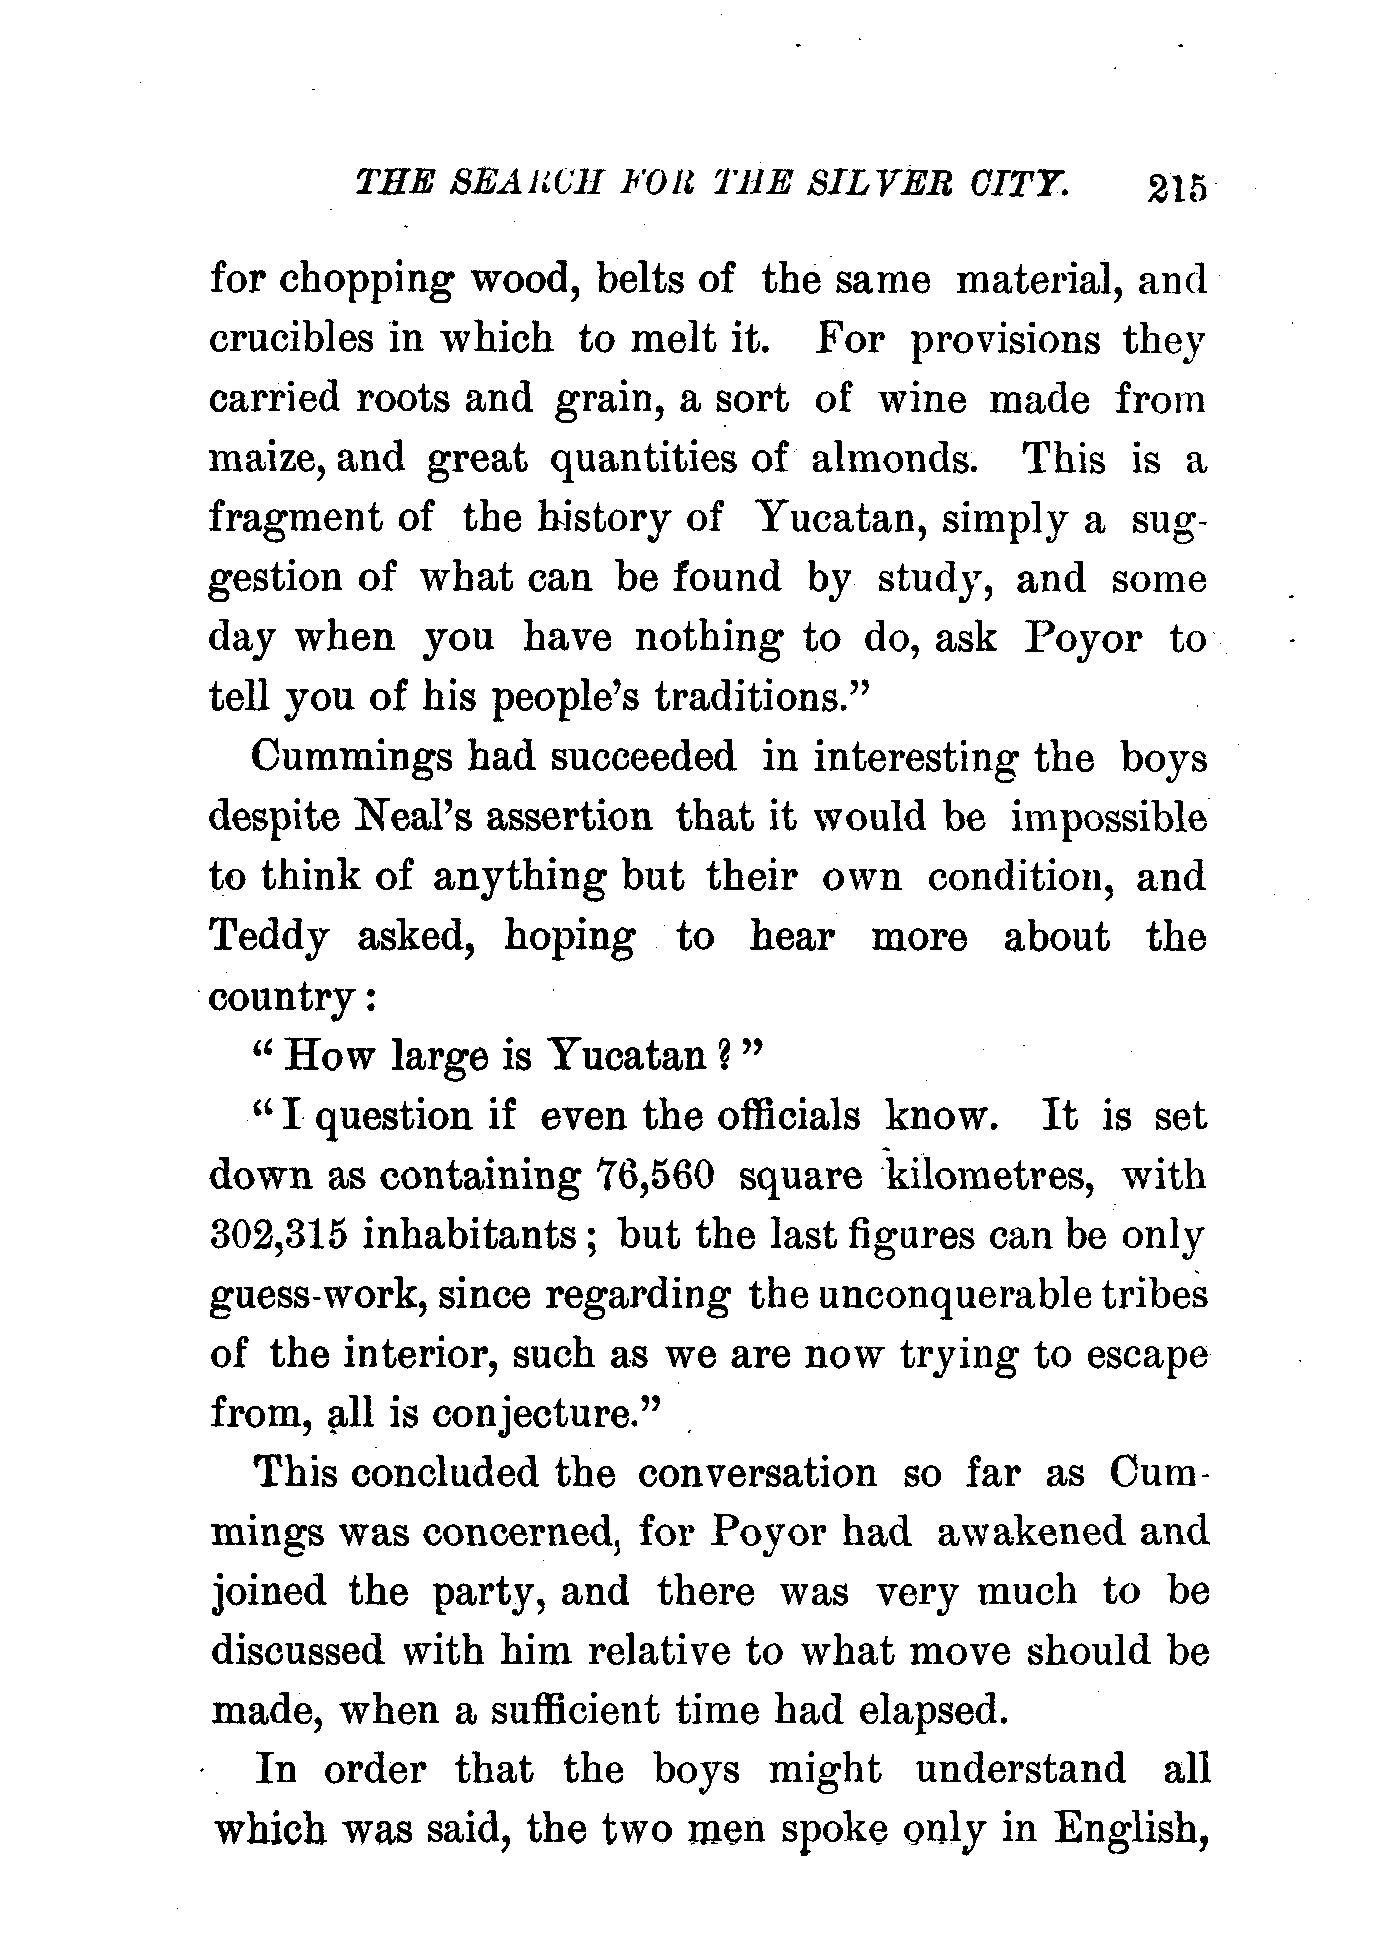 THE SEARCH FOR THE SILVER CITY. 215
for chopping wood, belts of the same material, and
crucibles in which to melt it. For provisions they
carried roots and grain, a sort of wine made from
maize, and great quantities of almonds. This is a
fragment of the history of Yucatan, simply a sug-
gestion of what can be found by study, and some
day when you have nothing to do, ask Poyor to
tell you of his people's traditions."
Cummings had succeeded in interesting the boys
despite Neal's assertion that it would be impossible
to think of anything but their own condition, and
Teddy asked, hoping to hear more about the
country:
"How large is Yucatan?"
"I question if even the officials know. It is set
down as containing 76,560 square kilometres, with
302,315 inhabitants; but the last figures can be only
guess-work, since regarding the unconquerable tribes
of the interior, such as we are now trying to escape
from, all is conjecture."
This concluded the conversation so far as Cum-
mings was concerned, for Poyor had awakened and
joined the party, and there was very much to be
discussed with him relative to what move should be
made, when a sufficient time had elapsed.
In order that the boys might understand all
which was said, the two men spoke only in English,